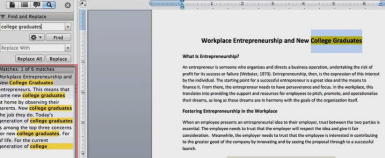 Find and Replace
college graduates
Find
Replace With
Replace All Replace
Matches: 1 of 6 matches
Workplace Entrepreneurship and
New College Graduates
entrepreneurs. This means that
some new college graduates
at home by observing their
parents. New college graduates
the job they do. Today's
generation of college graduates
among the top three concerns
for new college graduates. For
of life. For the current
generation of college
Workplace Entrepreneurship and New College Graduates
What Is Entrepreneurship?
An entrepreneur is someone who organizes and directs a business operation, undertaking the risk of
profit for its success or failure (Webster, 1973). Entrepreneurship, then, is the expression of this interest
by the individual. The starting point for a successful entrepreneur is a great idea and the means to
finance it. From there, the entrepreneur needs to have perseverance and focus. In the workplace, this
translates into providing the support and resources for employees to pitch, promote, and operationalize
their dreams, as long as those dreams are in harmony with the goals of the organization itself.
Fostering Entrepreneurship in the Workplace
When an employee presents an entrepreneurial idea to their employer, trust between the two parties is
essential. The employee needs to trust that the employer will respect the idea and give it fair
consideration. Meanwhile, the employer needs to trust that the employee is interested in contributing
to the greater good of the company by innovating and by seeing the proposal through to a successful
launch.